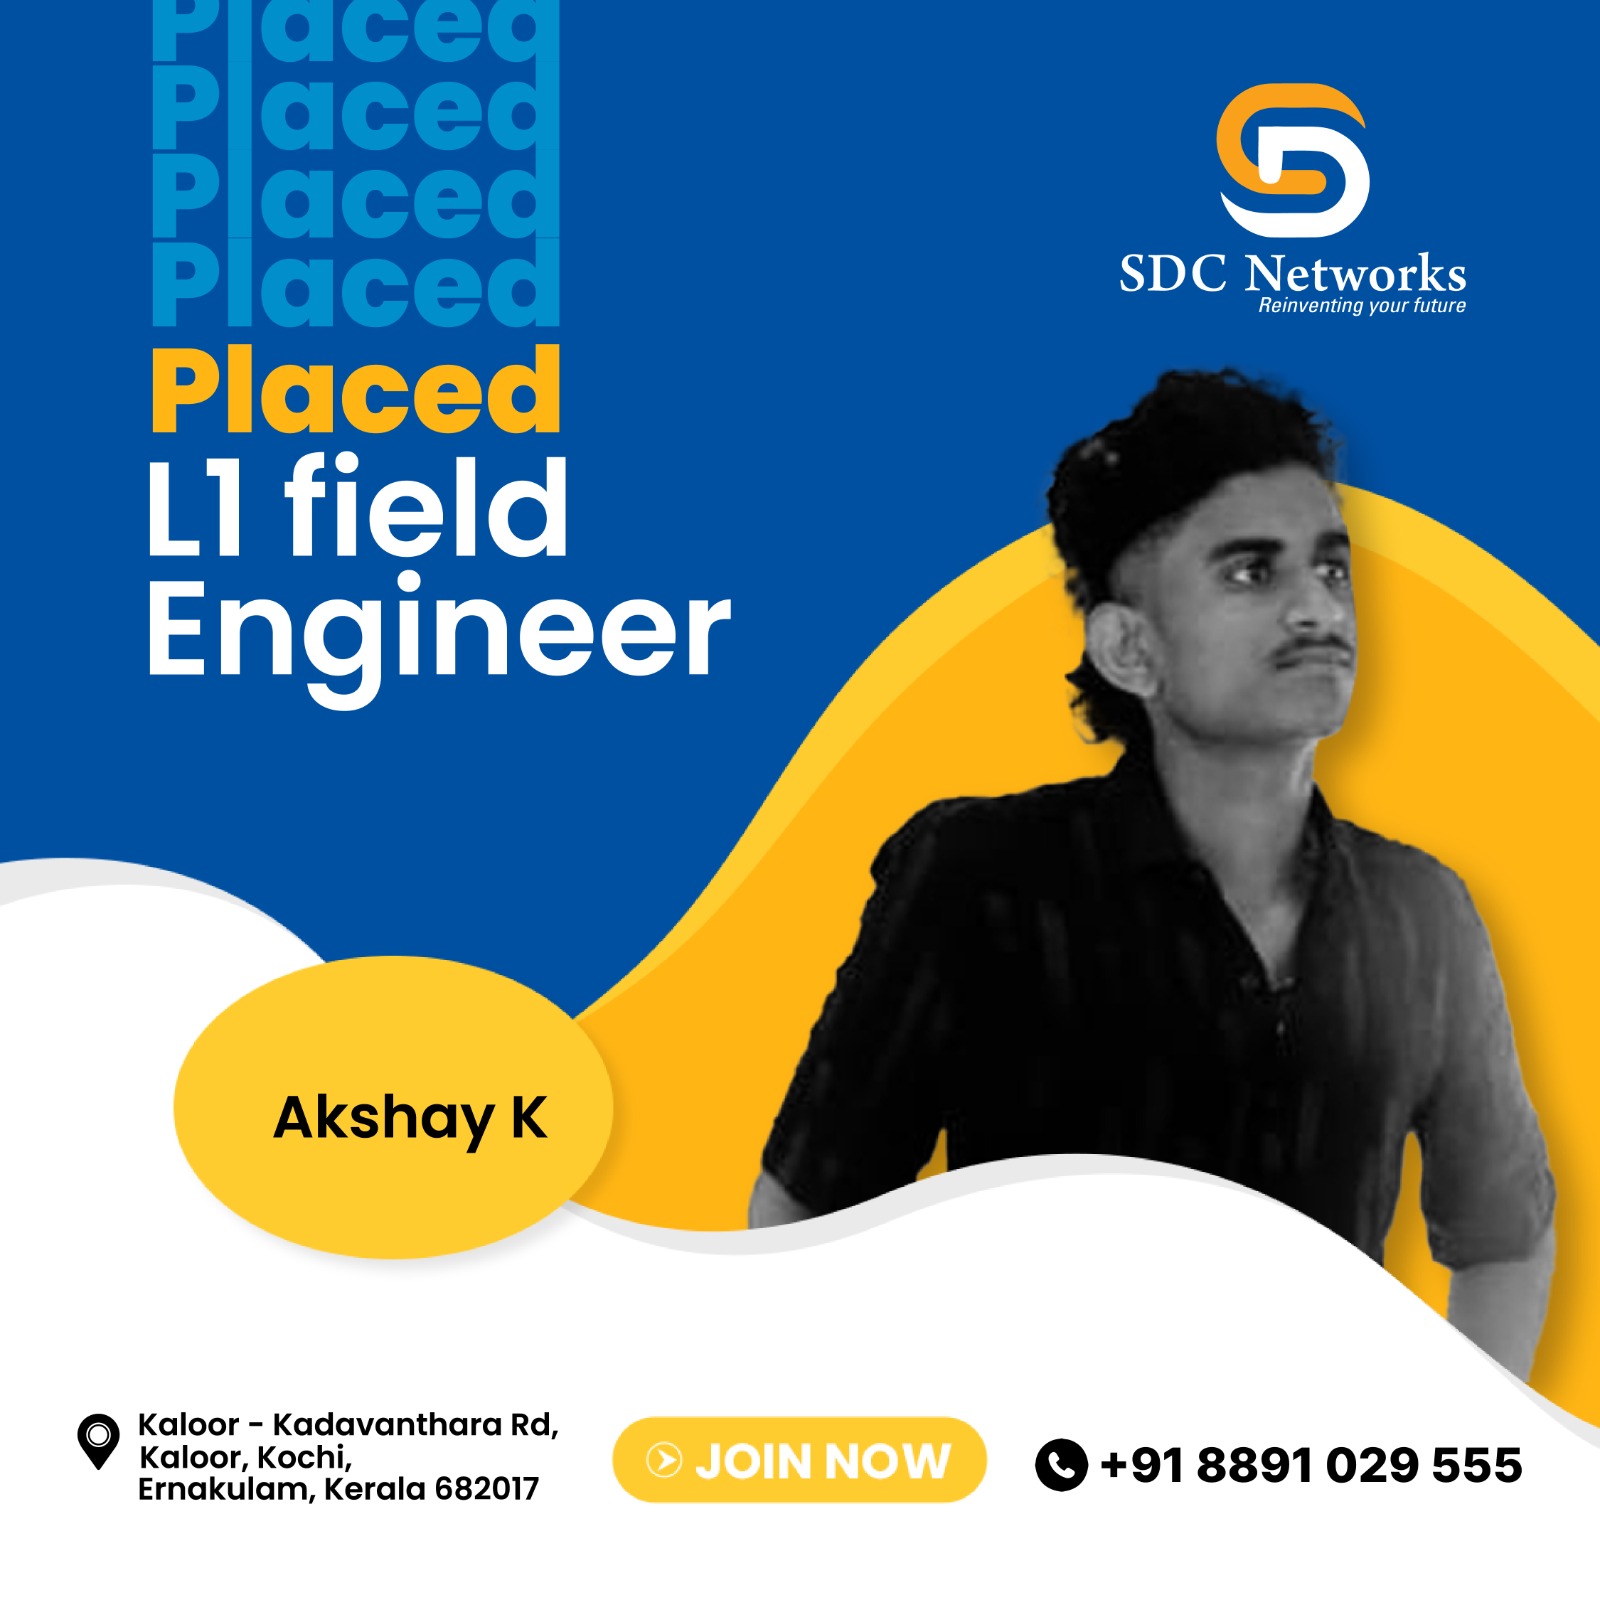 Placed
Placed
Placed
Placed
Placed
L1 field
Engineer
SDC Networks
Reinventing your future
Akshay K
Kaloor - Kadavanthara Rd,
Kaloor, Kochi,
Ernakulam, Kerala 682017
JOIN NOW
+91 8891 029 555